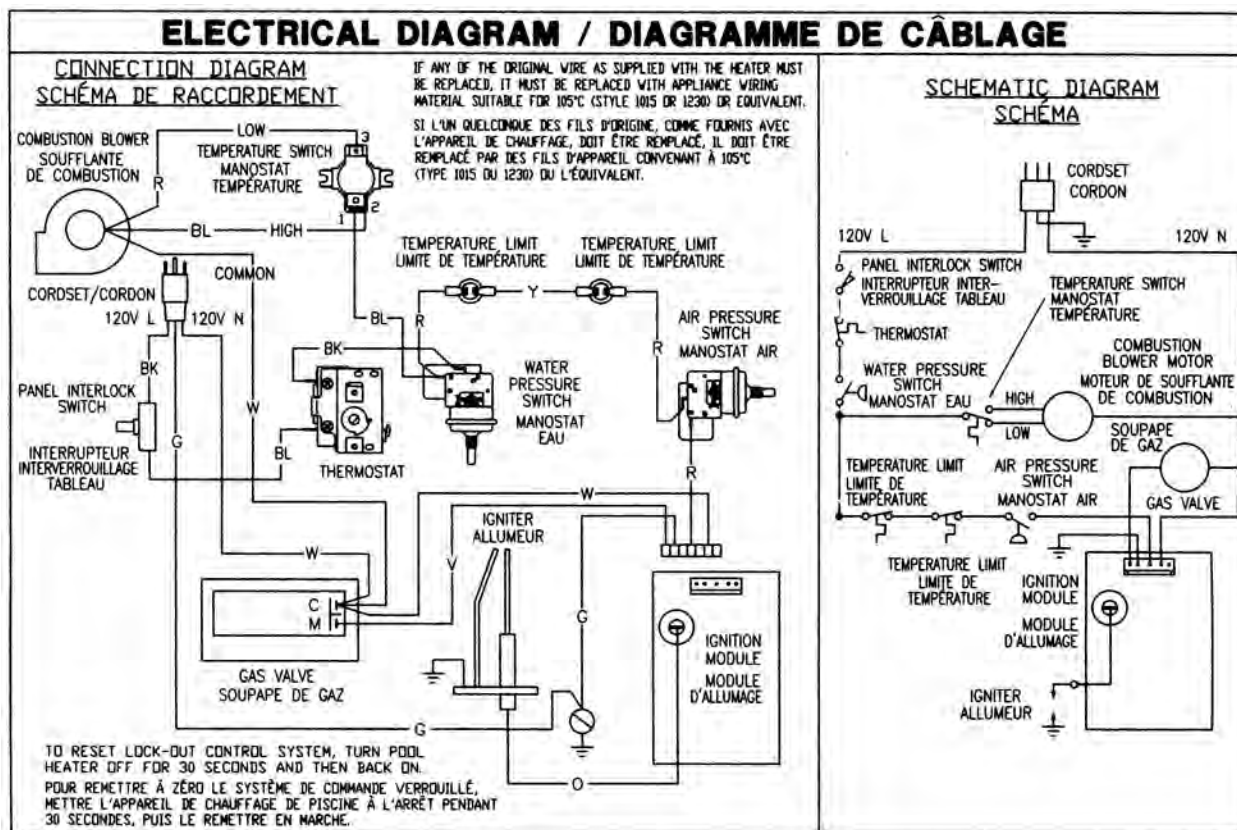 ELECTRICAL DIAGRAM / DIAGRAMME DE CÂBLAGE
CONNECTION DIAGRAM
SCHÉMA DE RACCORDEMENT
IF ANY OF THE ORIGINAL WIRE AS SUPPLIED WITH THE HEATER MUST
BE REPLACED, IT MUST BE REPLACED WITH APPLIANCE WIRING
MATERIAL SUITABLE FOR 105°C (STYLE 1015 OR 1230) OR EQUIVALENT.
SI L'UN QUELCONQUE DES FILS D'ORIGINE, COMME FOURNIS AVEC
L'APPAREIL DE CHAUFFAGE, DOIT ÊTRE REMPLACÉ, IL DOIT ÊTRE
REMPLACÉ PAR DES FILS D'APPAREIL CONVENANT À 105°C
(TYPE 1015 OU 1230) OU L'ÉQUIVALENT.
COMBUSTION BLOWER
SOUFFLANTE
DE COMBUSTION
LOW
3
TEMPERATURE SWITCH
MANOSTAT
TEMPÉRATURE
R
1
2
BL
HIGH
COMMON
CORDSET/CORDON
120V L
120V N
TEMPERATURE LIMIT
LIMITE DE TEMPÉRATURE
TEMPERATURE LIMIT
LIMITE DE TEMPÉRATURE
Y
BL
R
R
AIR PRESSURE
SWITCH
MANOSTAT AIR
BK
BK
WATER
PRESSURE
SWITCH
MANOSTAT
EAU
PANEL INTERLOCK
SWITCH
INTERRUPTEUR
INTERVERROUILLAGE
TABLEAU
G
W
BL
THERMOSTAT
R
W
W
V
IGNITER
ALLUMEUR
G
C
M
GAS VALVE
SOUPAPE DE GAZ
IGNITION
MODULE
MODULE
D'ALLUMAGE
G
O
TO RESET LOCK-OUT CONTROL SYSTEM, TURN POOL
HEATER OFF FOR 30 SECONDS AND THEN BACK ON.
POUR REMETTRE À ZÉRO LE SYSTÈME DE COMMANDE VERROUILLÉ,
METTRE L'APPAREIL DE CHAUFFAGE DE PISCINE À L'ARRÊT PENDANT
30 SECONDES, PUIS LE REMETTRE EN MARCHE.
SCHEMATIC DIAGRAM
SCHÉMA
CORDSET
CORDON
120V L
120V N
PANEL INTERLOCK SWITCH
INTERRUPTEUR INTER-
VERROUILLAGE TABLEAU
TEMPERATURE SWITCH
MANOSTAT
TEMPÉRATURE
THERMOSTAT
WATER PRESSURE
SWITCH
MANOSTAT EAU
COMBUSTION
BLOWER MOTOR
MOTEUR DE SOUFFLANTE
DE COMBUSTION
HIGH
LOW
SOUPAPE
DE GAZ
GAS VALVE
TEMPERATURE LIMIT
LIMITE DE
TEMPÉRATURE
AIR PRESSURE
SWITCH
MANOSTAT AIR
TEMPERATURE LIMIT
LIMITE DE
TEMPÉRATURE
IGNITION
MODULE
MODULE
D'ALLUMAGE
IGNITER
ALLUMEUR